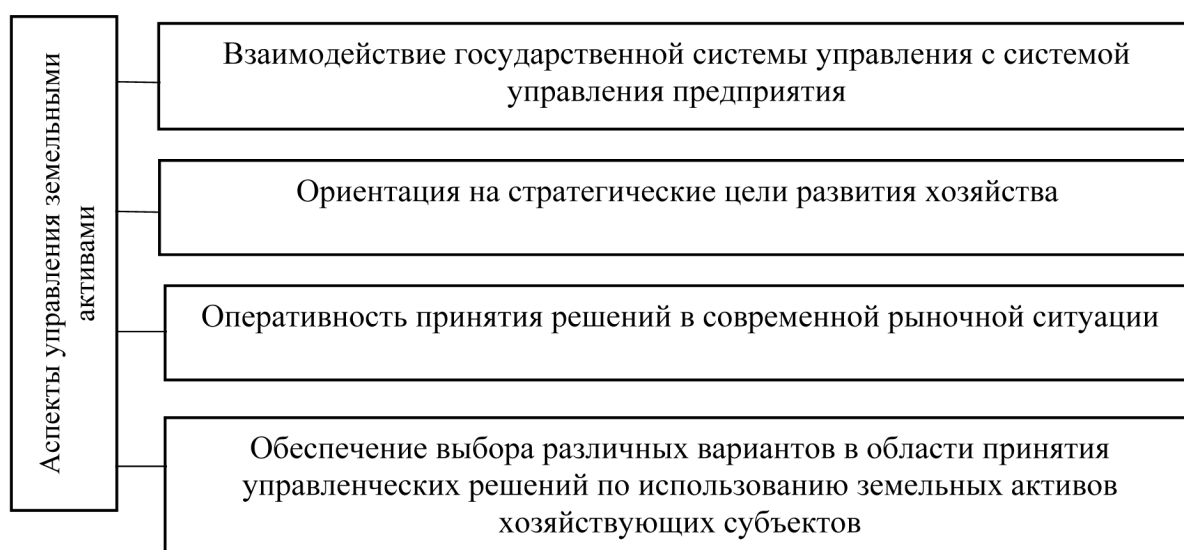 Аспекты управления земельными
активами
Взаимодействие государственной системы управления с системой
управления предприятия
Ориентация на стратегические цели развития хозяйства
Оперативность принятия решений в современной рыночной ситуации
Обеспечение выбора различных вариантов в области принятия
управленческих решений по использованию земельных активов
хозяйствующих субъектов